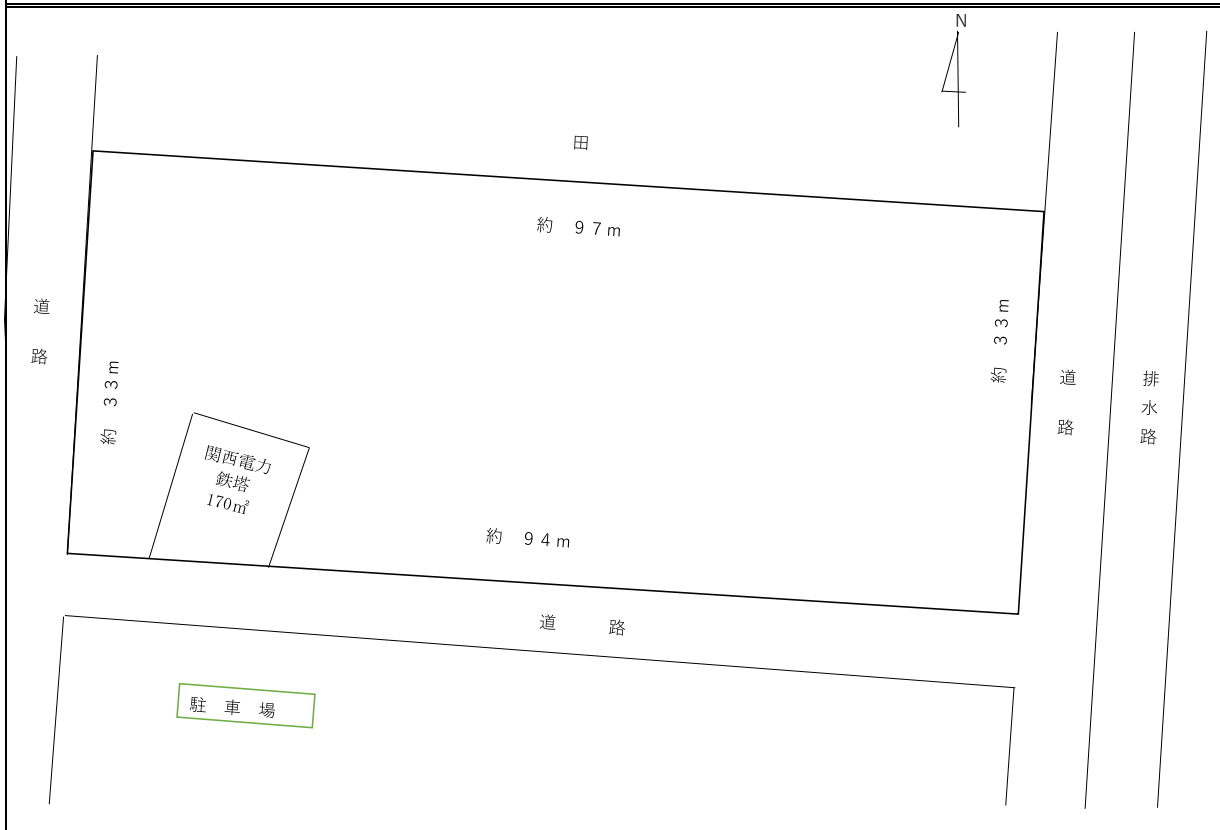 N
田
約 ９７ｍ
道路
約 ３３ｍ
約 ３３ｍ
道路
排水路
関西電力
鉄塔
170㎡
約 ９４ｍ
道 路
駐 車 場